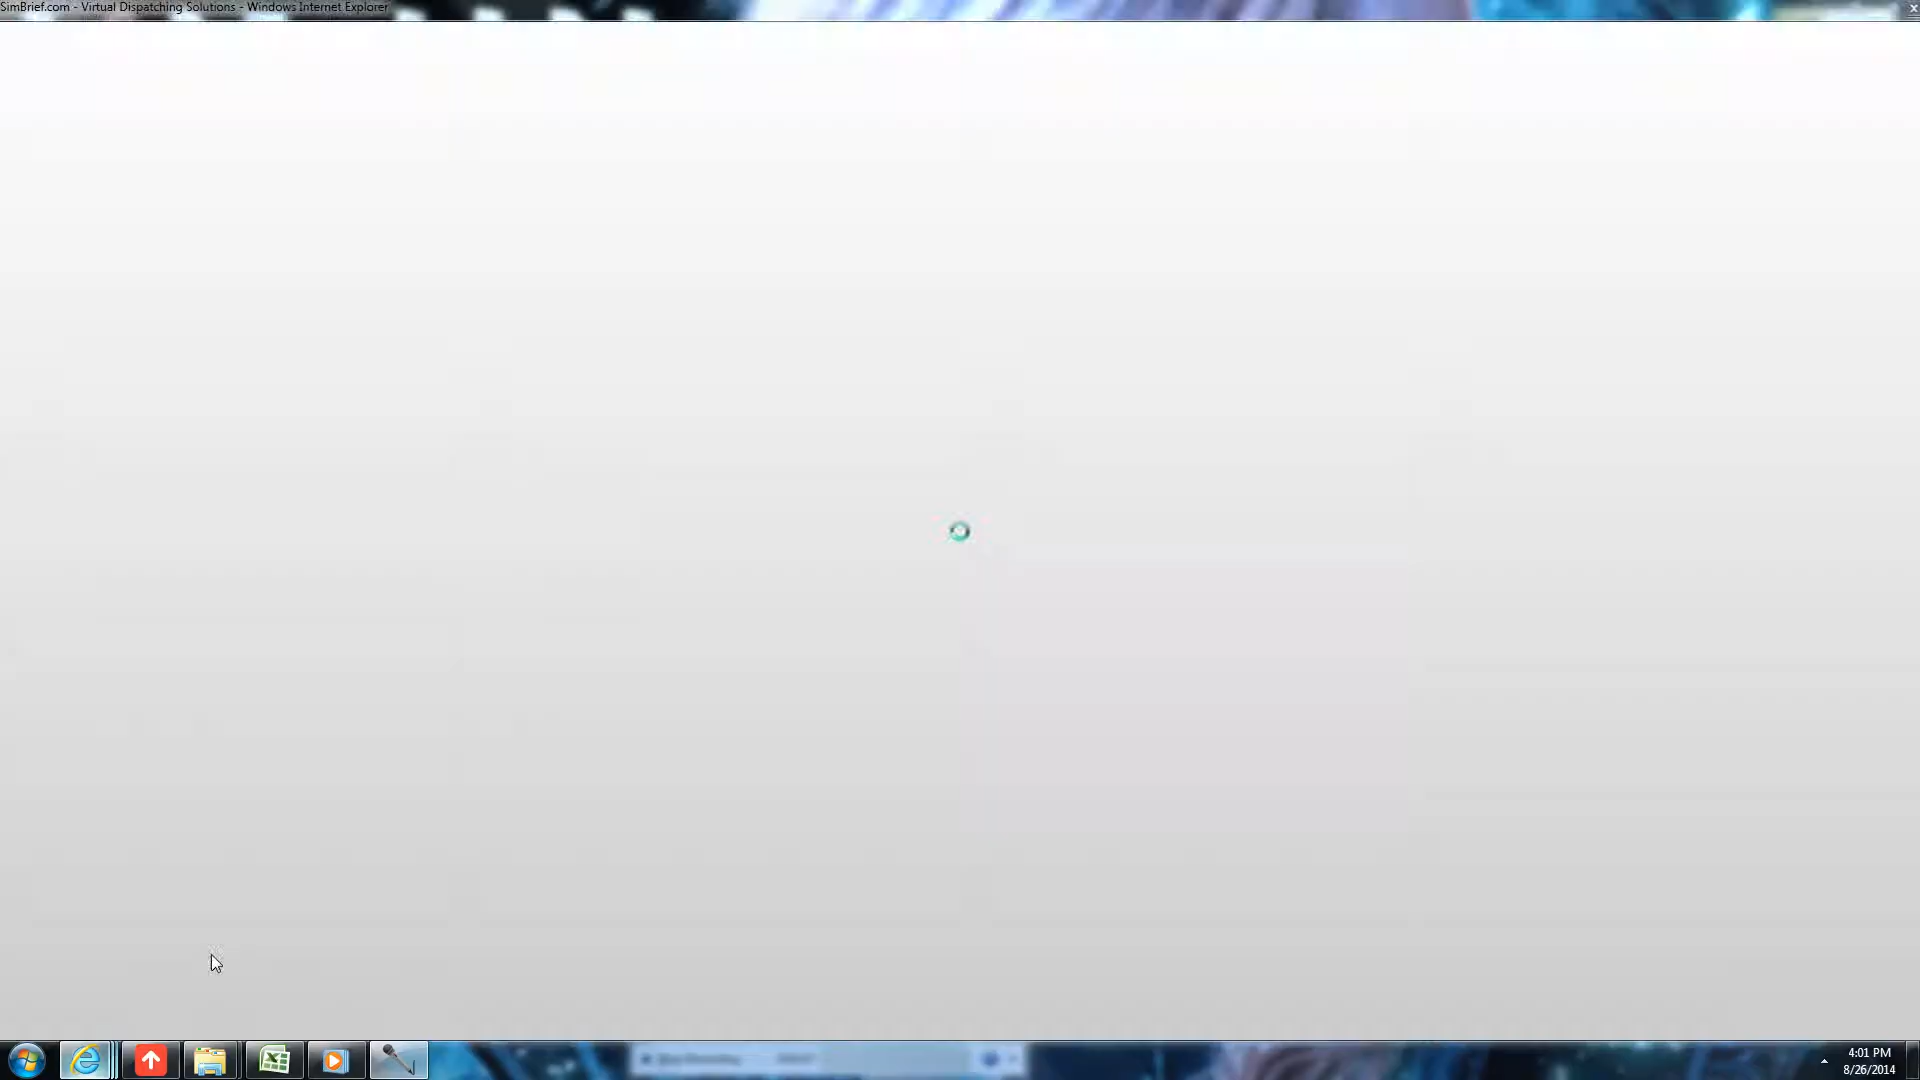 SimBrief.com - Virtual Dispatching Solutions - Windows Internet Explorer
4:01 PM
8/26/2014